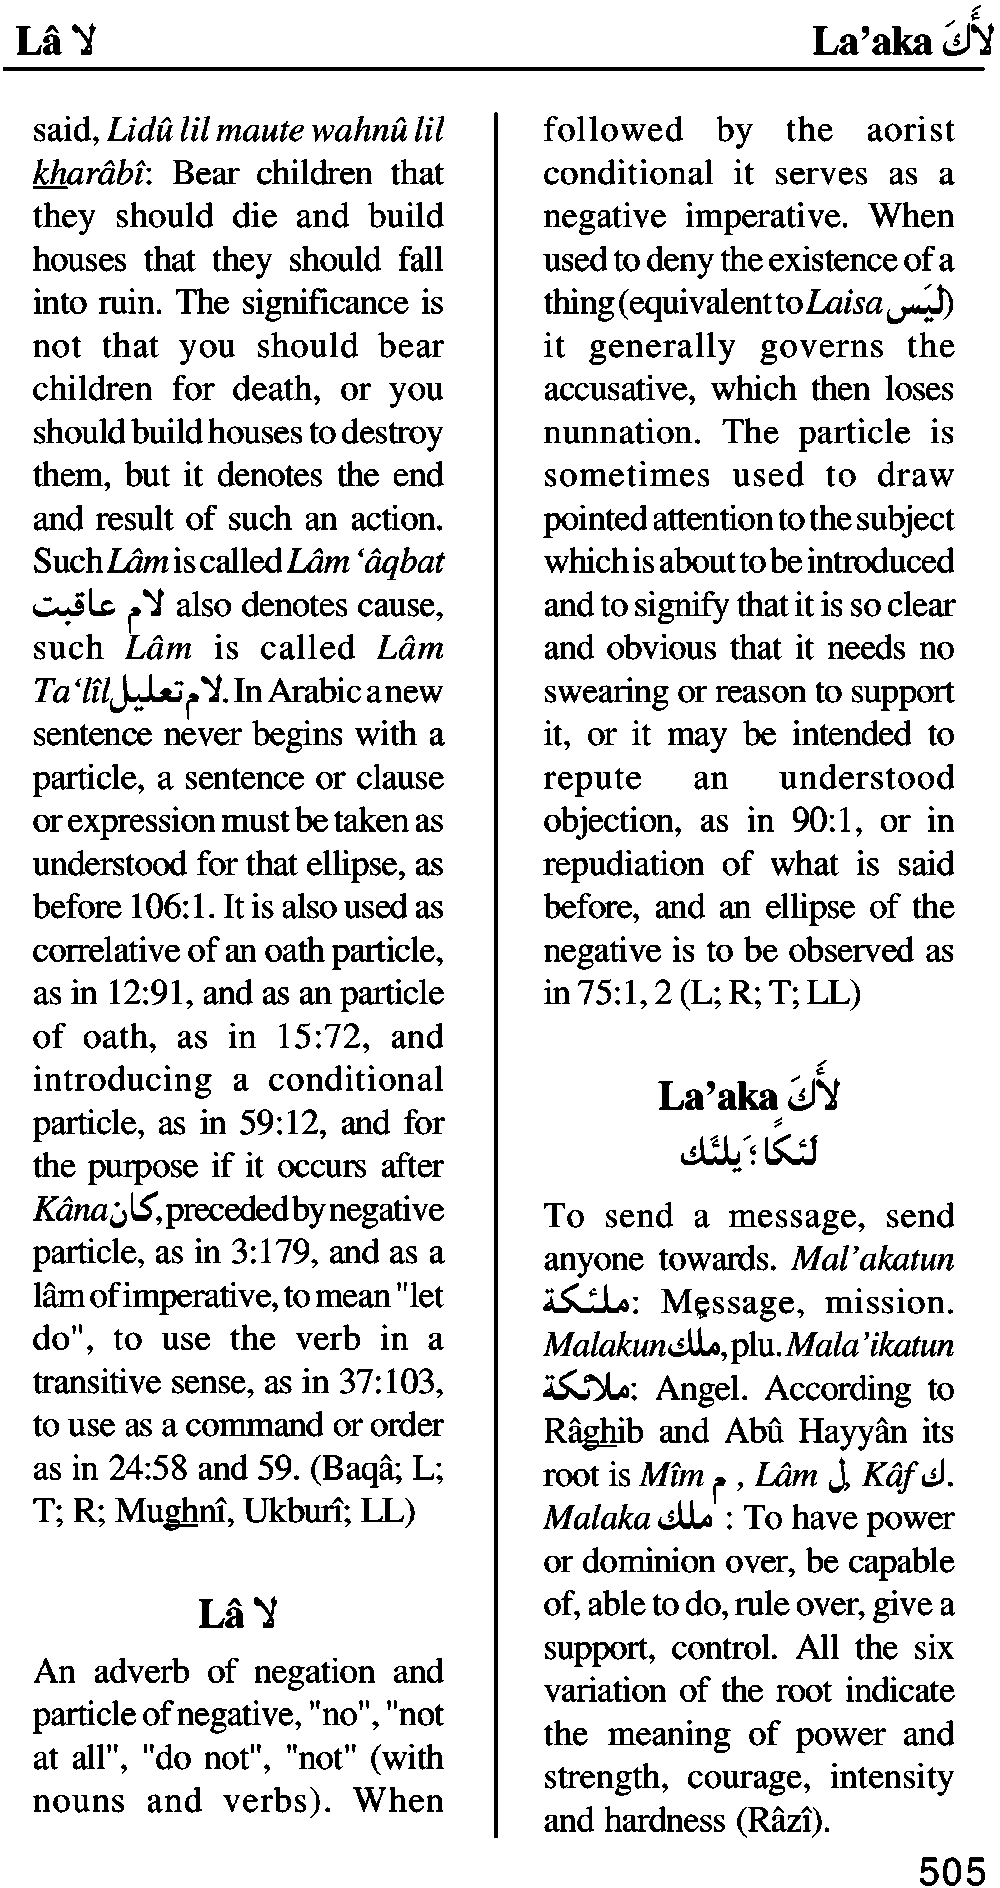 Lâ لا
La’aka لأَكَ
said, Lidû lil maute wahnû lil
kharâbî: Bear children that
they should die and build
houses that they should fall
into ruin. The significance is
not that you should bear
children for death, or you
should build houses to destroy
them, but it denotes the end
and result of such an action.
Such Lâm is called Lâm ‘âqbat
لام عاقبت also denotes cause,
such Lâm is called Lâm
Ta‘lîl لام تعليل. In Arabic a new
sentence never begins with a
particle, a sentence or clause
or expression must be taken as
understood for that ellipse, as
before 106:1. It is also used as
correlative of an oath particle,
as in 12:91, and as an particle
of oath, as in 15:72, and
introducing a conditional
particle, as in 59:12, and for
the purpose if it occurs after
Kâna كان, preceded by negative
particle, as in 3:179, and as a
lâm of imperative, to mean "let
do", to use the verb in a
transitive sense, as in 37:103,
to use as a command or order
as in 24:58 and 59. (Baqâ; L;
T; R; Mughnî, Ukburî; LL)
Lâ لا
An adverb of negation and
particle of negative, "no", "not
at all", "do not", "not" (with
nouns and verbs). When
followed by the aorist
conditional it serves as a
negative imperative. When
used to deny the existence of a
thing (equivalent to Laisa لَيَس)
it generally governs the
accusative, which then loses
nunnation. The particle is
sometimes used to draw
pointed attention to the subject
which is about to be introduced
and to signify that it is so clear
and obvious that it needs no
swearing or reason to support
it, or it may be intended to
repute an understood
objection, as in 90:1, or in
repudiation of what is said
before, and an ellipse of the
negative is to be observed as
in 75:1, 2 (L; R; T; LL)
La’aka لأَكَ
لَئكاً؛ يَلئَك
To send a message, send
anyone towards. Mal’akatun
ملئكة: Message, mission.
Malakun ملك, plu. Mala’ikatun
ملائكة: Angel. According to
Râghib and Abû Hayyân its
root is Mîm م , Lâm ل, Kâf ك.
Malaka ملك : To have power
or dominion over, be capable
of, able to do, rule over, give a
support, control. All the six
variation of the root indicate
the meaning of power and
strength, courage, intensity
and hardness (Râzî).
505